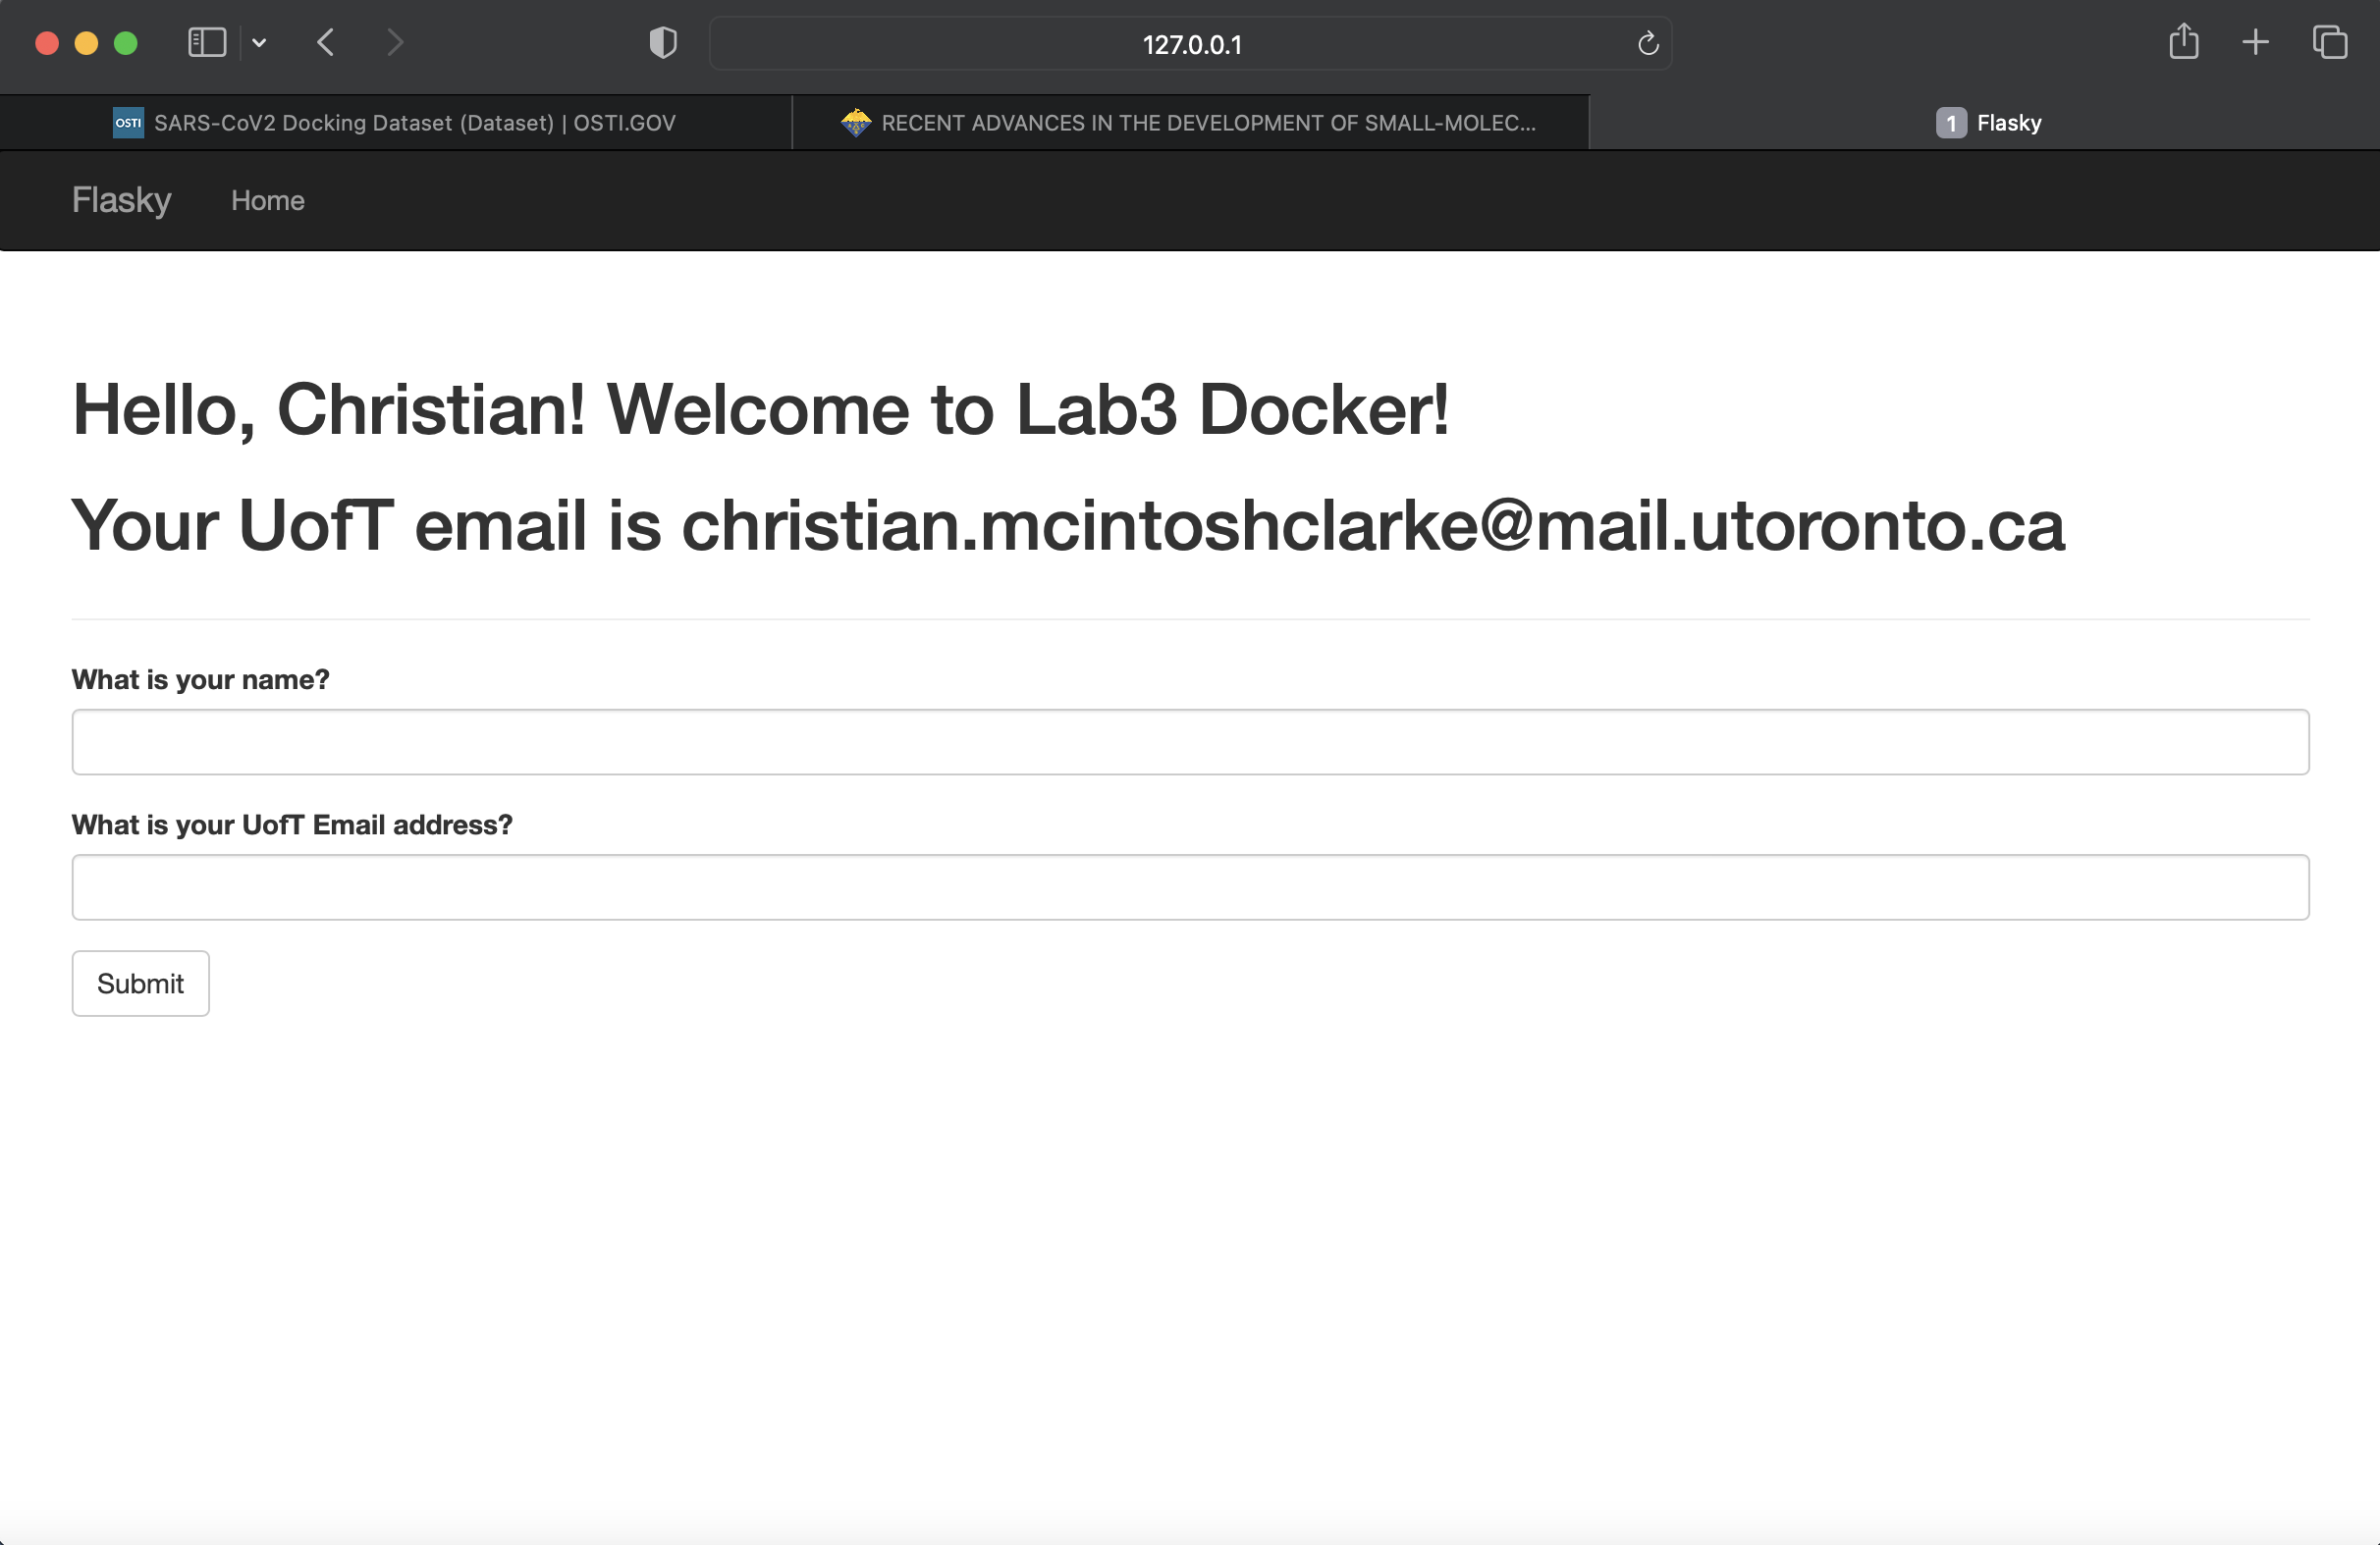 127.0.0.1
OSTI SARS-CoV2 Docking Dataset (Dataset) | OSTI.GOV
RECENT ADVANCES IN THE DEVELOPMENT OF SMALL-MOLEC...
1 Flasky
Flasky Home
Hello, Christian! Welcome to Lab3 Docker!
Your UofT email is christian.mcintoshclarke@mail.utoronto.ca
What is your name?
What is your UofT Email address?
Submit